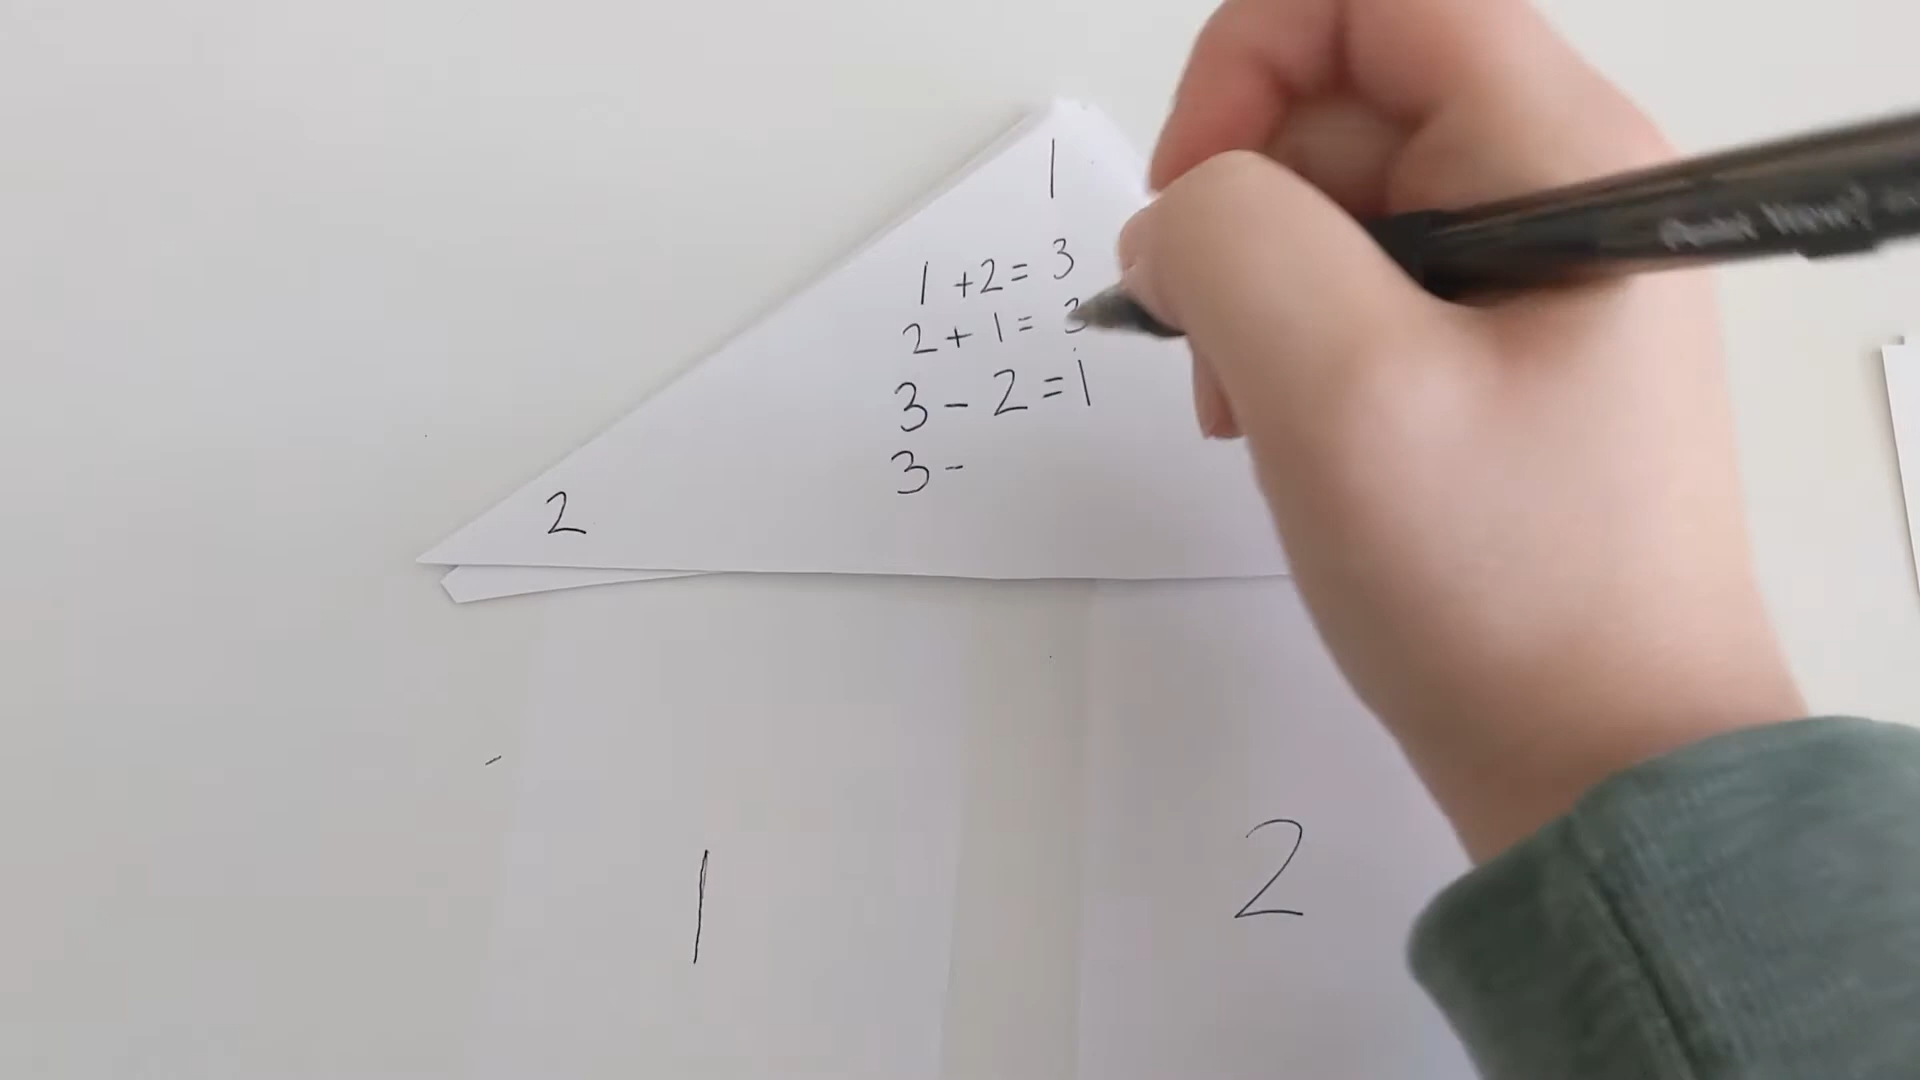 1
1 + 2 = 3
2 + 1 = 3
3 - 2 = 1
3 -
2
1
2